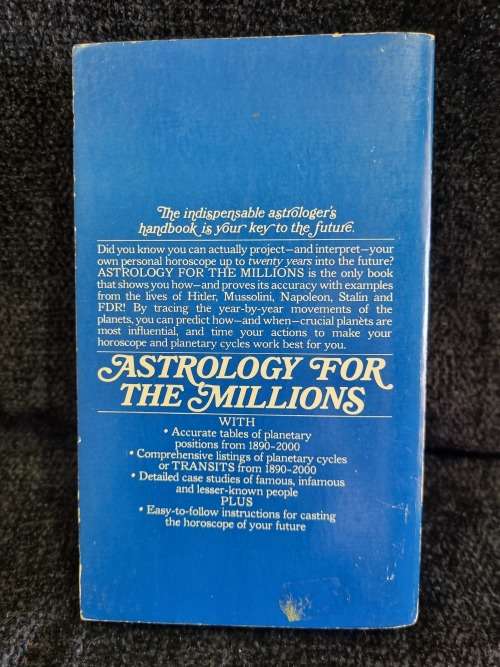 The indispensable astrologer's
handbook is your key to the future.
Did you know you can actually project—and interpret—your
own personal horoscope up to twenty years into the future?
ASTROLOGY FOR THE MILLIONS is the only book
that shows you how—and proves its accuracy with examples
from the lives of Hitler, Mussolini, Napoleon, Stalin and
FDR! By tracing the year-by-year movements of the
planets, you can predict how—and when—crucial planets are
most influential, and time your actions to make your
horoscope and planetary cycles work best for you.
ASTROLOGY FOR
THE MILLIONS
WITH
• Accurate tables of planetary
positions from 1890-2000
• Comprehensive listings of planetary cycles
or TRANSITS from 1890-2000
• Detailed case studies of famous, infamous
and lesser-known people
PLUS
• Easy-to-follow instructions for casting
the horoscope of your future